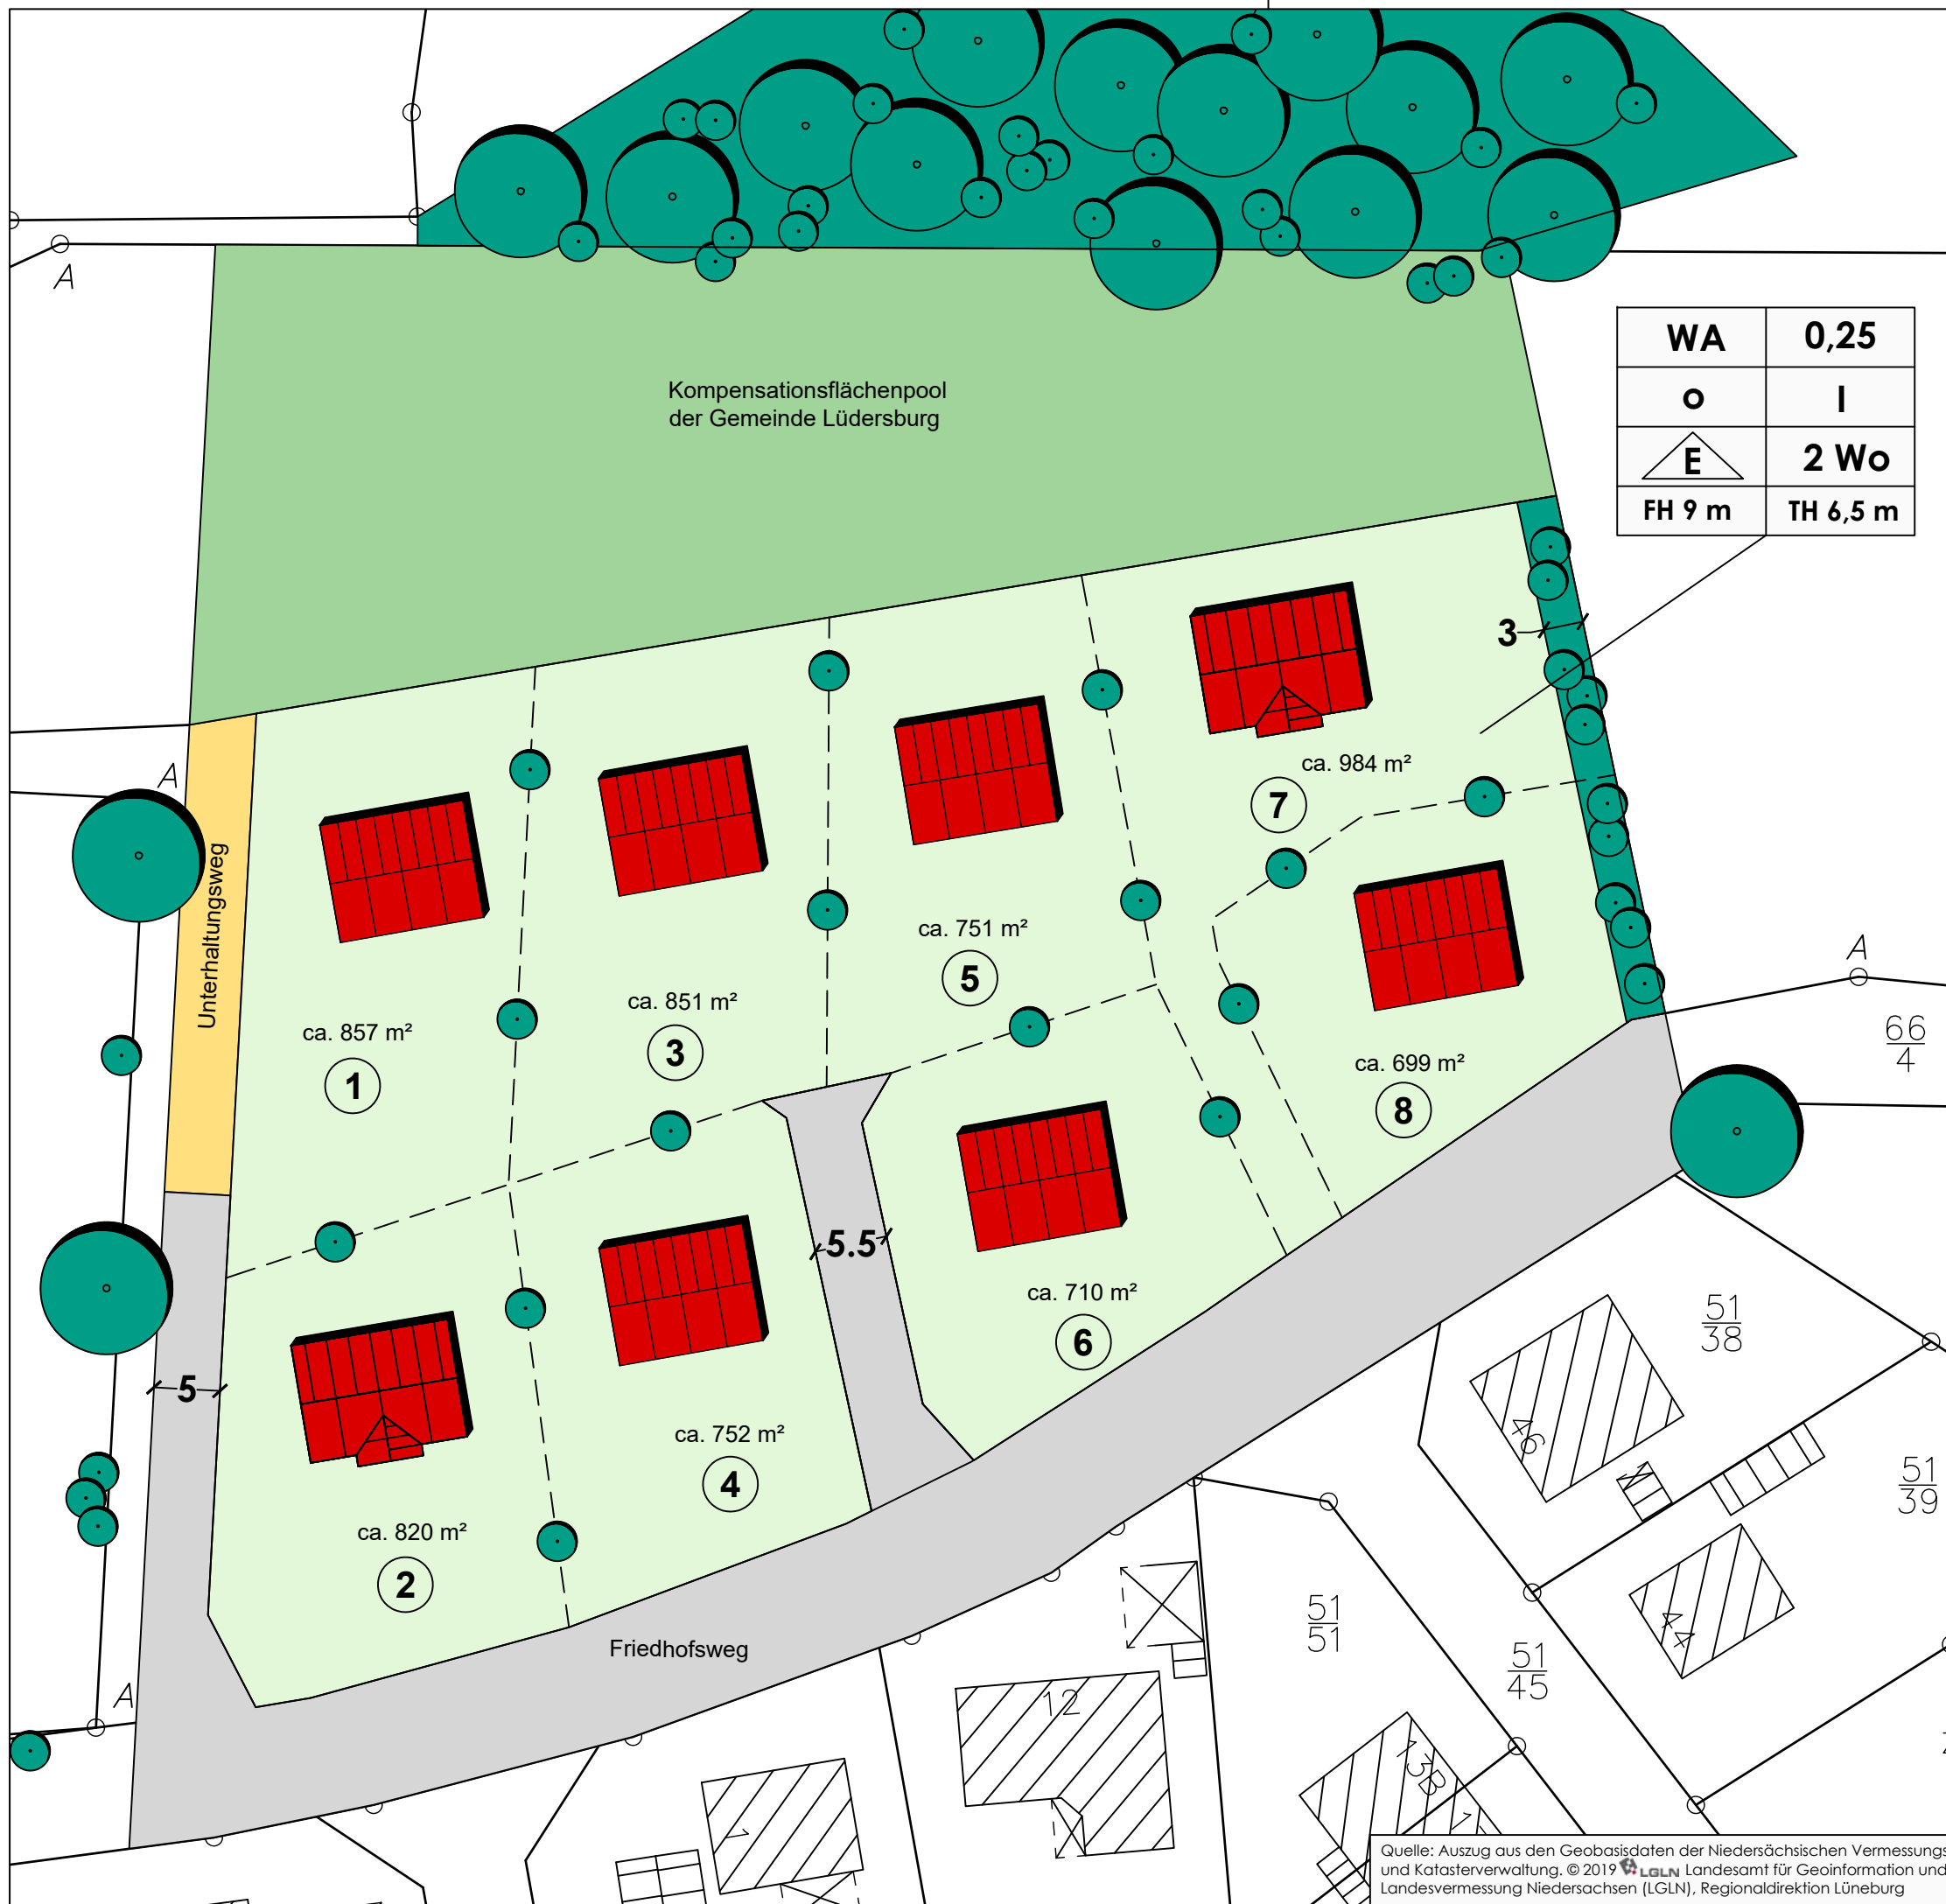 A
Kompensationsflächenpool
der Gemeinde Lüdersburg
WA 0,25
o I
E 2 Wo
FH 9 m TH 6,5 m
3
A
Unterhaltungsweg
ca. 984 m²
7
ca. 751 m²
5
ca. 851 m²
3
ca. 857 m²
1
ca. 699 m²
8
A
66
4
5.5
ca. 710 m²
6
5
ca. 752 m²
4
ca. 820 m²
2
Friedhofsweg
A
51
38
46
51
39
44
51
51
51
45
12
13B
Quelle: Auszug aus den Geobasisdaten der Niedersächsischen Vermessungs
und Katasterverwaltung. © 2019 LGLN Landesamt für Geoinformation und
Landesvermessung Niedersachsen (LGLN), Regionaldirektion Lüneburg